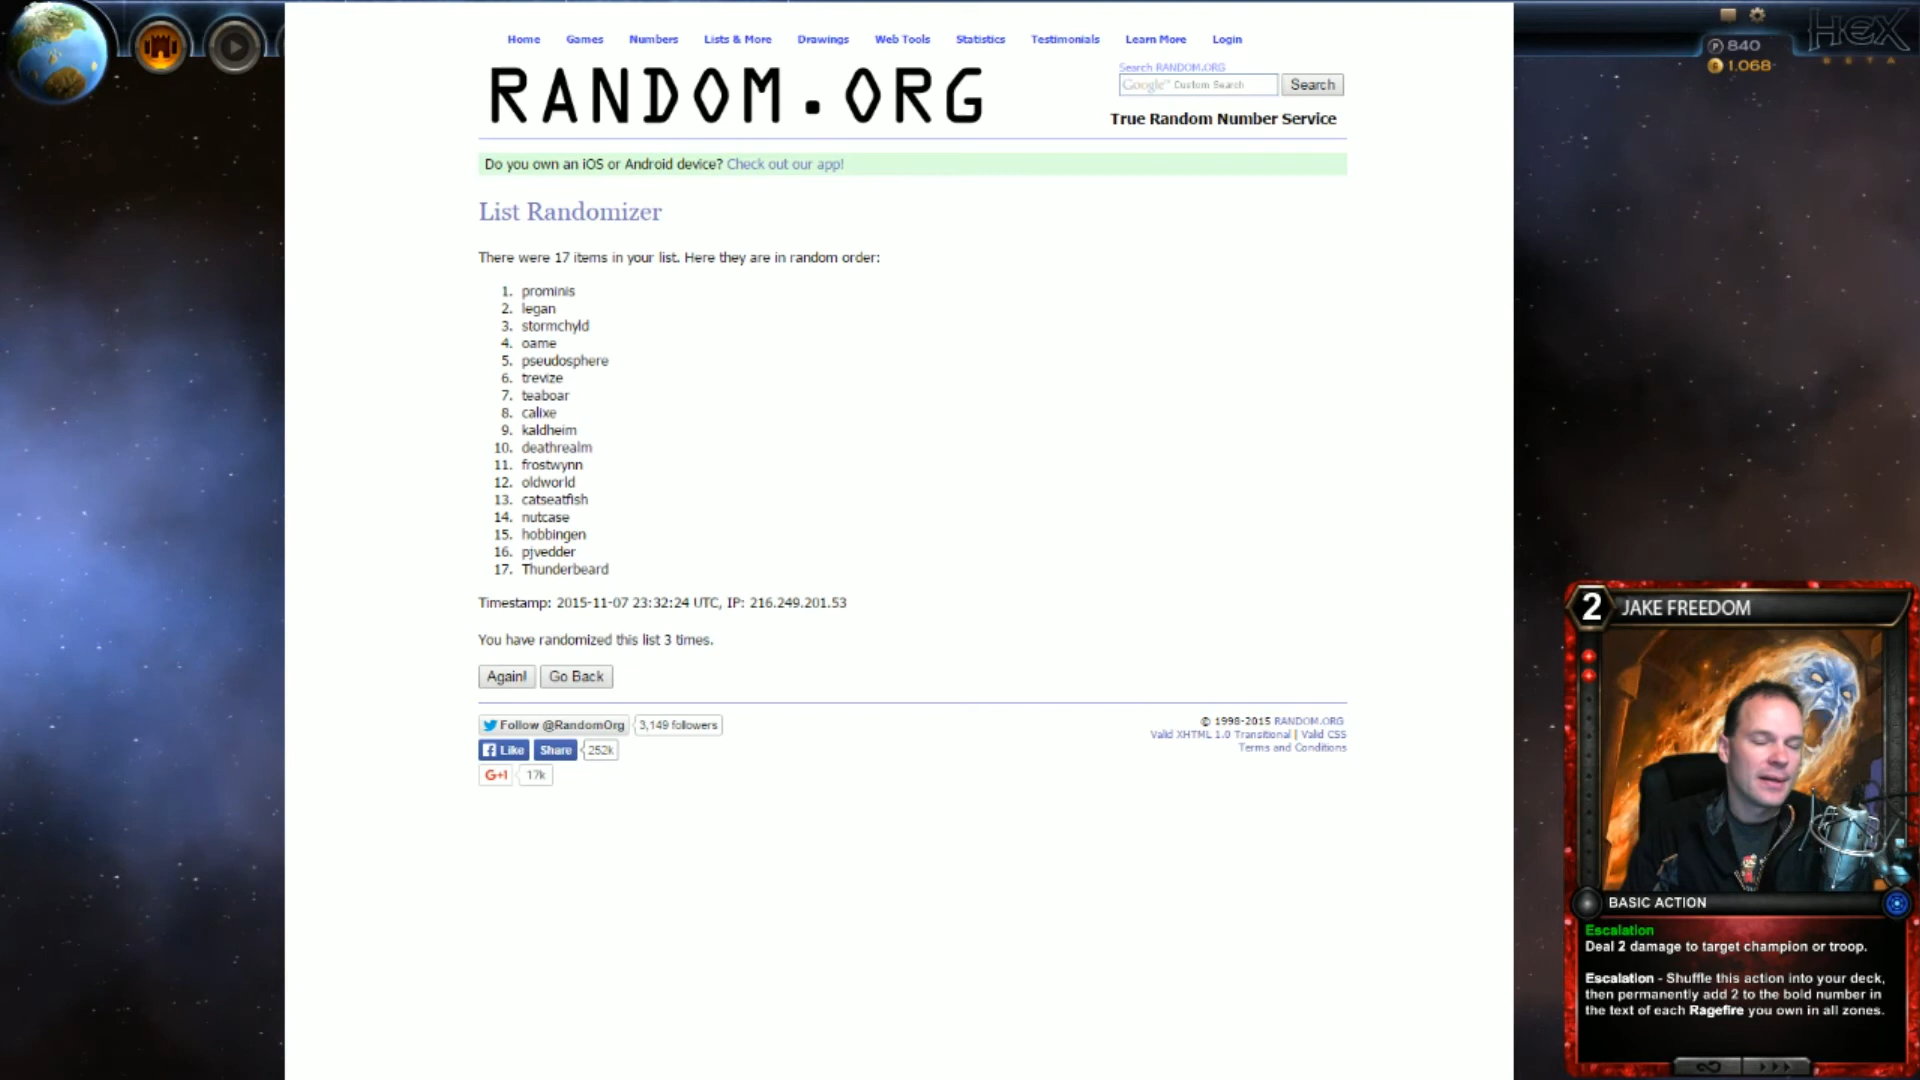 Home Games Numbers Lists & More Drawings Web Tools Statistics Testimonials Learn More Login
HEX
BETA
840
1,068
RANDOM.ORG
Search RANDOM.ORG
Google™ Custom Search Search
True Random Number Service
Do you own an iOS or Android device? Check out our app!
List Randomizer
There were 17 items in your list. Here they are in random order:
1. prominis
2. legan
3. stormchyld
4. oame
5. pseudosphere
6. trevize
7. teaboar
8. calixe
9. kaldheim
10. deathrealm
11. frostwynn
12. oldworld
13. catseatfish
14. nutcase
15. hobbingen
16. pjvedder
17. Thunderbeard
Timestamp: 2015-11-07 23:32:24 UTC, IP: 216.249.201.53
You have randomized this list 3 times.
Again! Go Back
Follow @RandomOrg 3,149 followers
Like Share 252k
G+1 17k
© 1998-2015 RANDOM.ORG
Valid XHTML 1.0 Transitional | Valid CSS
Terms and Conditions
2 JAKE FREEDOM
BASIC ACTION
Escalation
Deal 2 damage to target champion or troop.
Escalation - Shuffle this action into your deck,
then permanently add 2 to the bold number in
the text of each Ragefire you own in all zones.